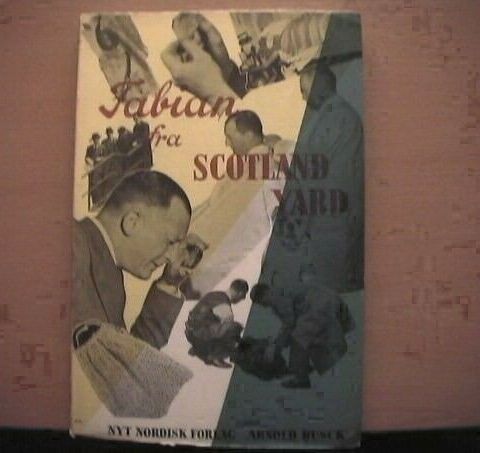 Fabian
fra
SCOTLAND
YARD
NYT NORDISK FORLAG ARNOLD BUSCK